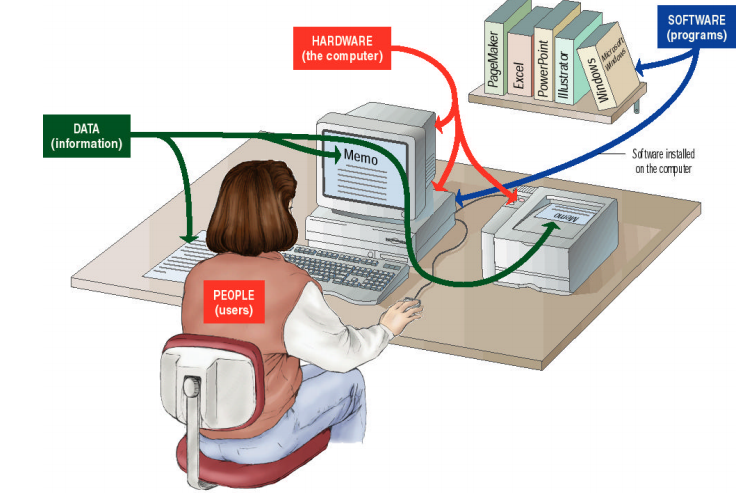 SOFTWARE
(programs)
HARDWARE
(the computer)
PageMaker
Excel
PowerPoint
Illustrator
Windows
Microsoft
Windows
DATA
(information)
Memo
Software installed
on the computer
Memo
PEOPLE
(users)